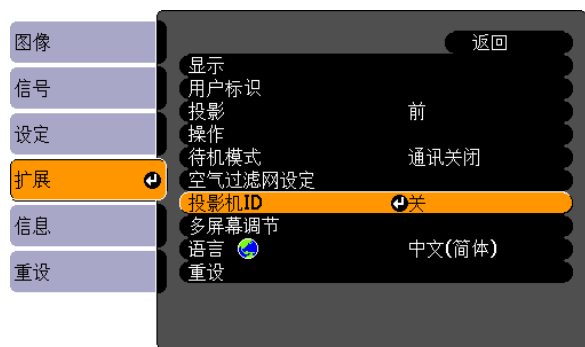 图像
信号
设定
扩展
信息
重设
返回
显示
用户标识
投影 前
操作
待机模式 通讯关闭
空气过滤网设定
投影机ID 关
多屏幕调节
语言 中文(简体)
重设